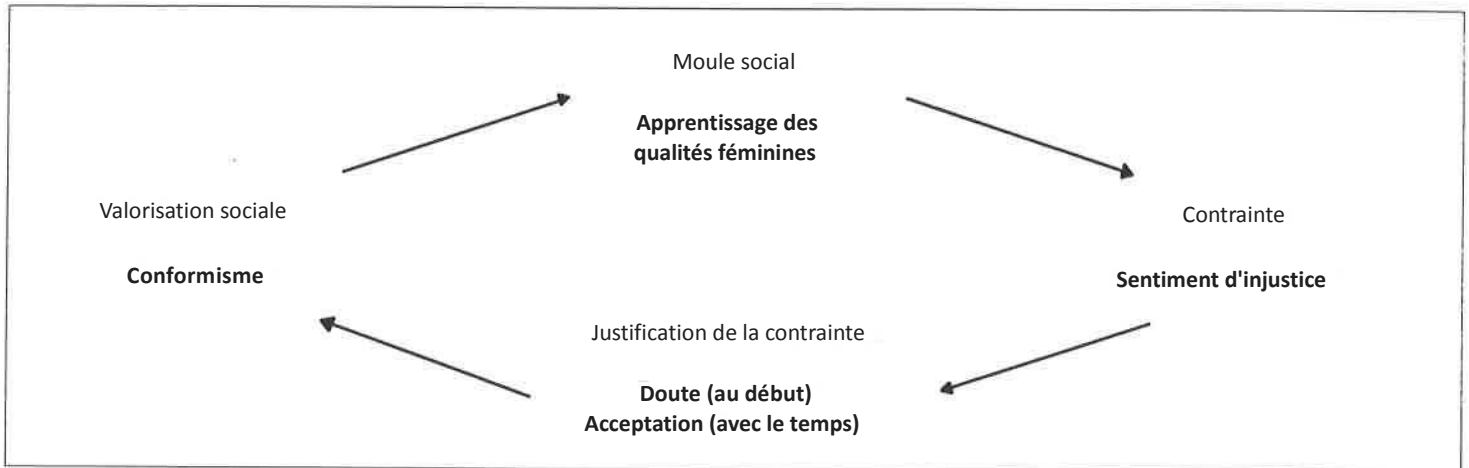 Moule social
Apprentissage des
qualités féminines
Valorisation sociale
Conformisme
Contrainte
Sentiment d'injustice
Justification de la contrainte
Doute (au début)
Acceptation (avec le temps)